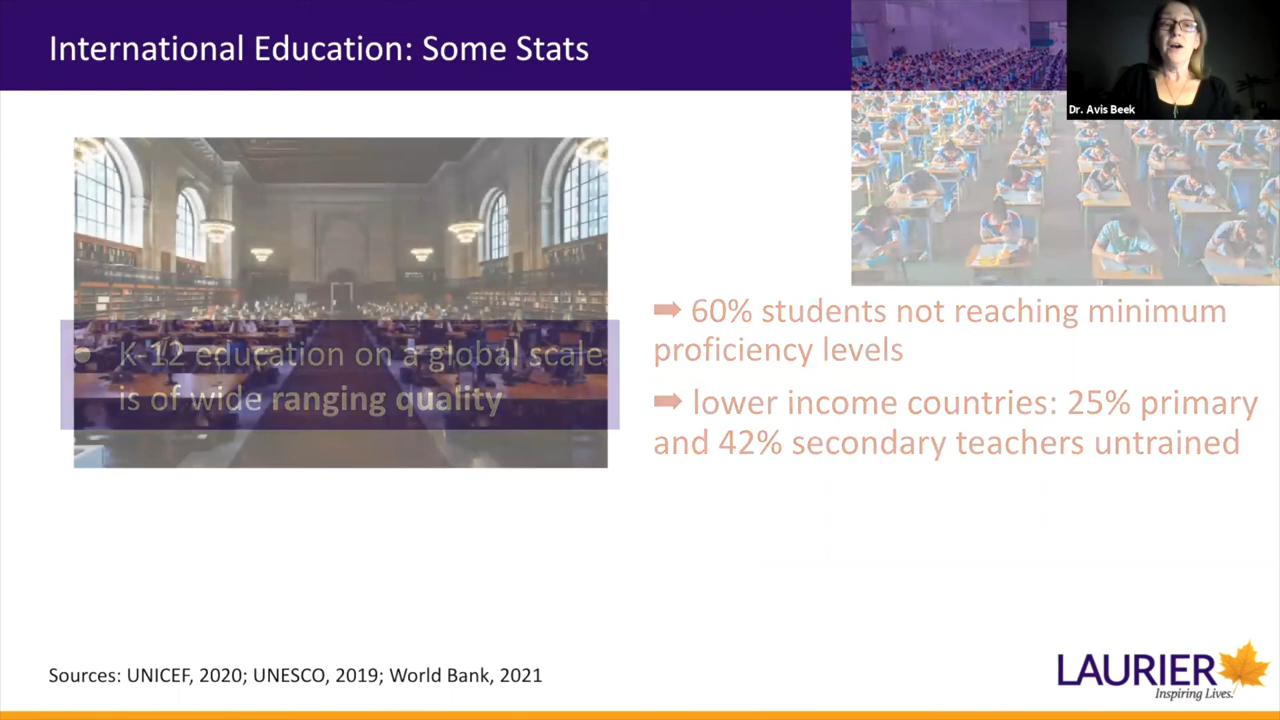 International Education: Some Stats
Dr. Avis Beek
● K-12 education on a global scale
is of wide ranging quality
➡ 60% students not reaching minimum
proficiency levels
➡ lower income countries: 25% primary
and 42% secondary teachers untrained
Sources: UNICEF, 2020; UNESCO, 2019; World Bank, 2021
LAURIER
Inspiring Lives.